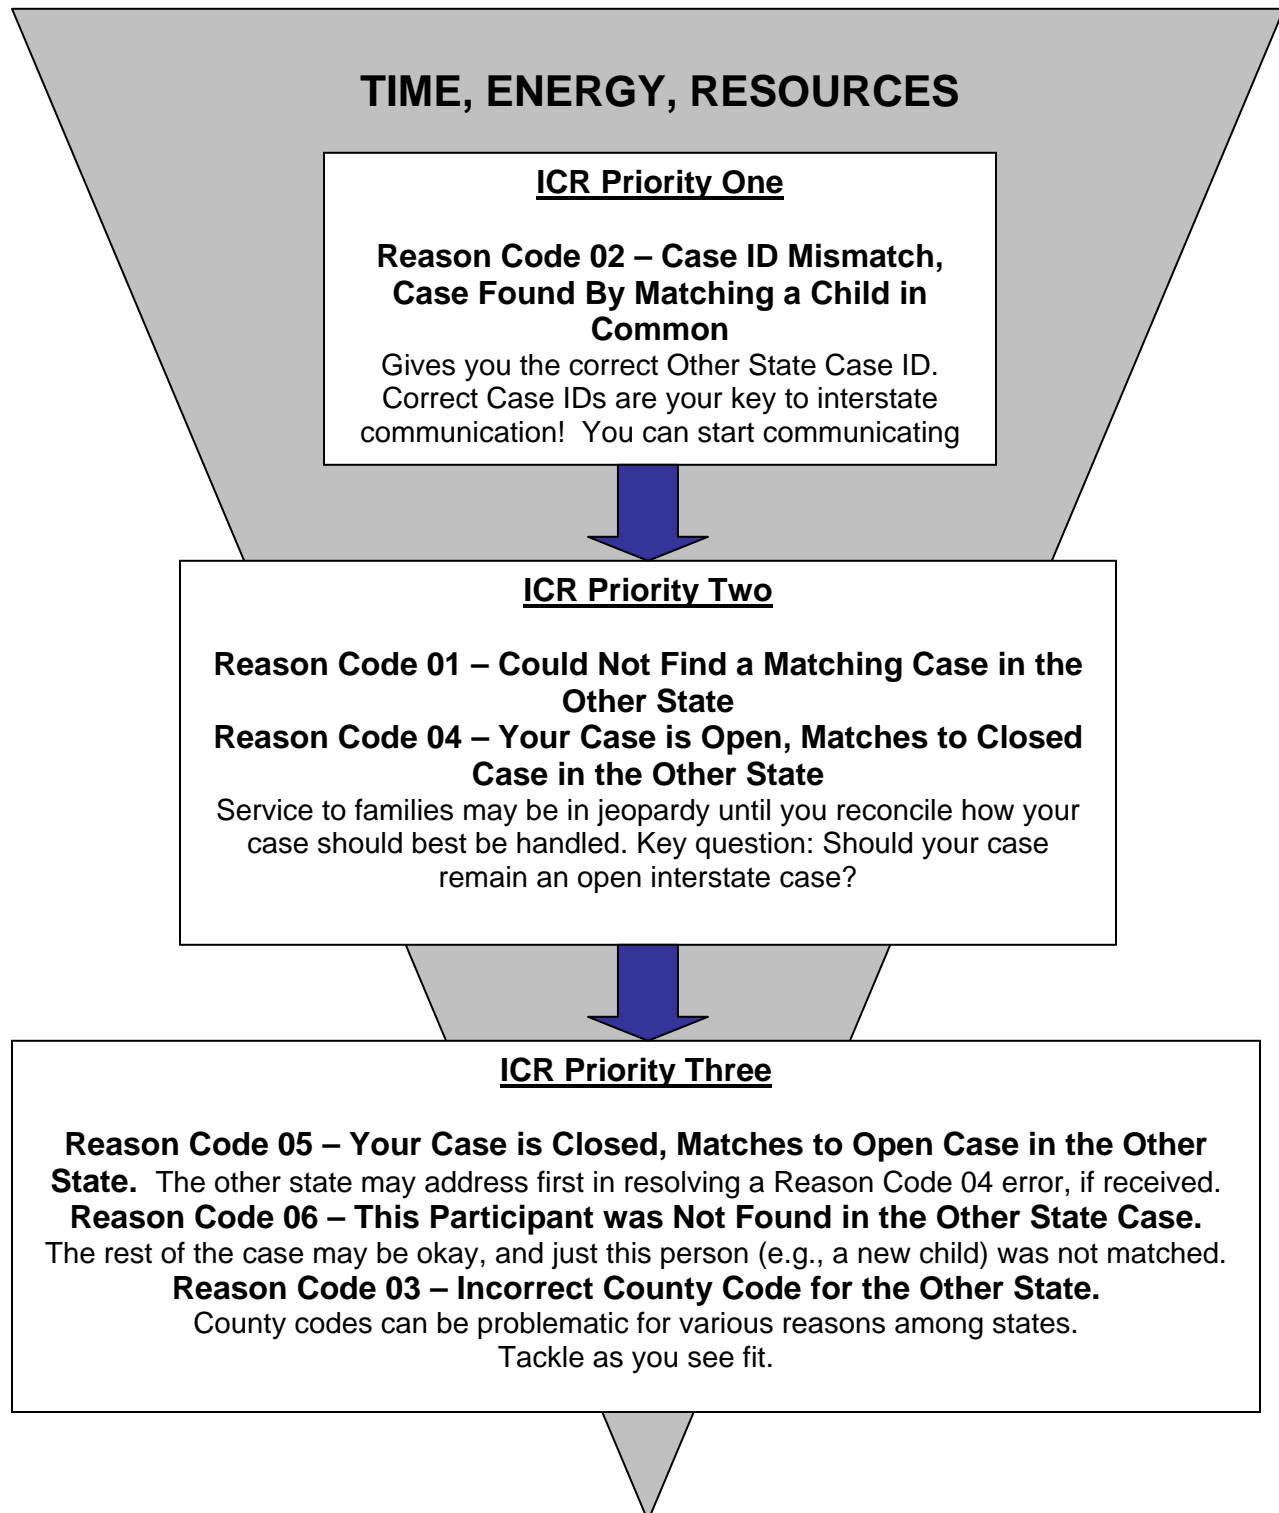 TIME, ENERGY, RESOURCES
ICR Priority One
Reason Code 02 – Case ID Mismatch,
Case Found By Matching a Child in
Common
Gives you the correct Other State Case ID.
Correct Case IDs are your key to interstate
communication!  You can start communicating
ICR Priority Two
Reason Code 01 – Could Not Find a Matching Case in the
Other State
Reason Code 04 – Your Case is Open, Matches to Closed
Case in the Other State
Service to families may be in jeopardy until you reconcile how your
case should best be handled. Key question: Should your case
remain an open interstate case?
ICR Priority Three
Reason Code 05 – Your Case is Closed, Matches to Open Case in the Other
State.  The other state may address first in resolving a Reason Code 04 error, if received.
Reason Code 06 – This Participant was Not Found in the Other State Case.
The rest of the case may be okay, and just this person (e.g., a new child) was not matched.
Reason Code 03 – Incorrect County Code for the Other State.
County codes can be problematic for various reasons among states.
Tackle as you see fit.